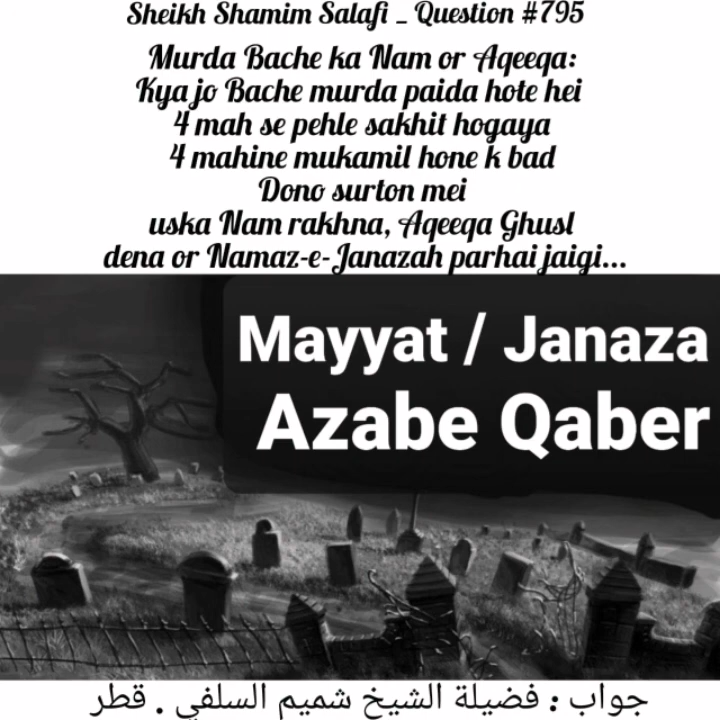 Sheikh Shamim Salafi _ Question #795
Murda Bache ka Nam or Aqeeqa:
Kya jo Bache murda paida hote hei
4 mah se pehle sakhit hogaya
4 mahine mukamil hone k bad
Dono surton mei
uska Nam rakhna, Aqeeqa Ghusl
dena or Namaz-e-Janazah parhai jaigi...
Mayyat / Janaza
Azabe Qaber
جواب : فضيلة الشيخ شميم السلفي . قطر